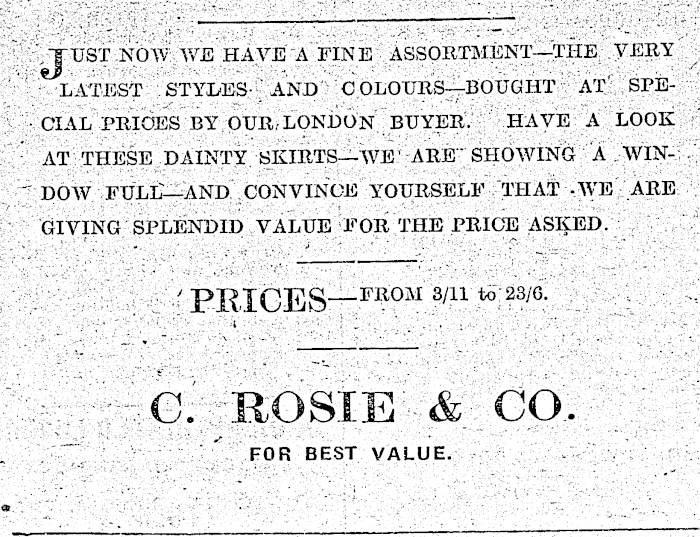 JUST NOW WE HAVE A FINE ASSORTMENT—THE VERY
LATEST STYLES AND COLOURS—BOUGHT AT SPE-
CIAL PRICES BY OUR LONDON BUYER. HAVE A LOOK
AT THESE DAINTY SKIRTS—WE ARE SHOWING A WIN-
DOW FULL—AND CONVINCE YOURSELF THAT WE ARE
GIVING SPLENDID VALUE FOR THE PRICE ASKED.
PRICES—FROM 3/11 to 23/6.
C. ROSIE & CO.
FOR BEST VALUE.